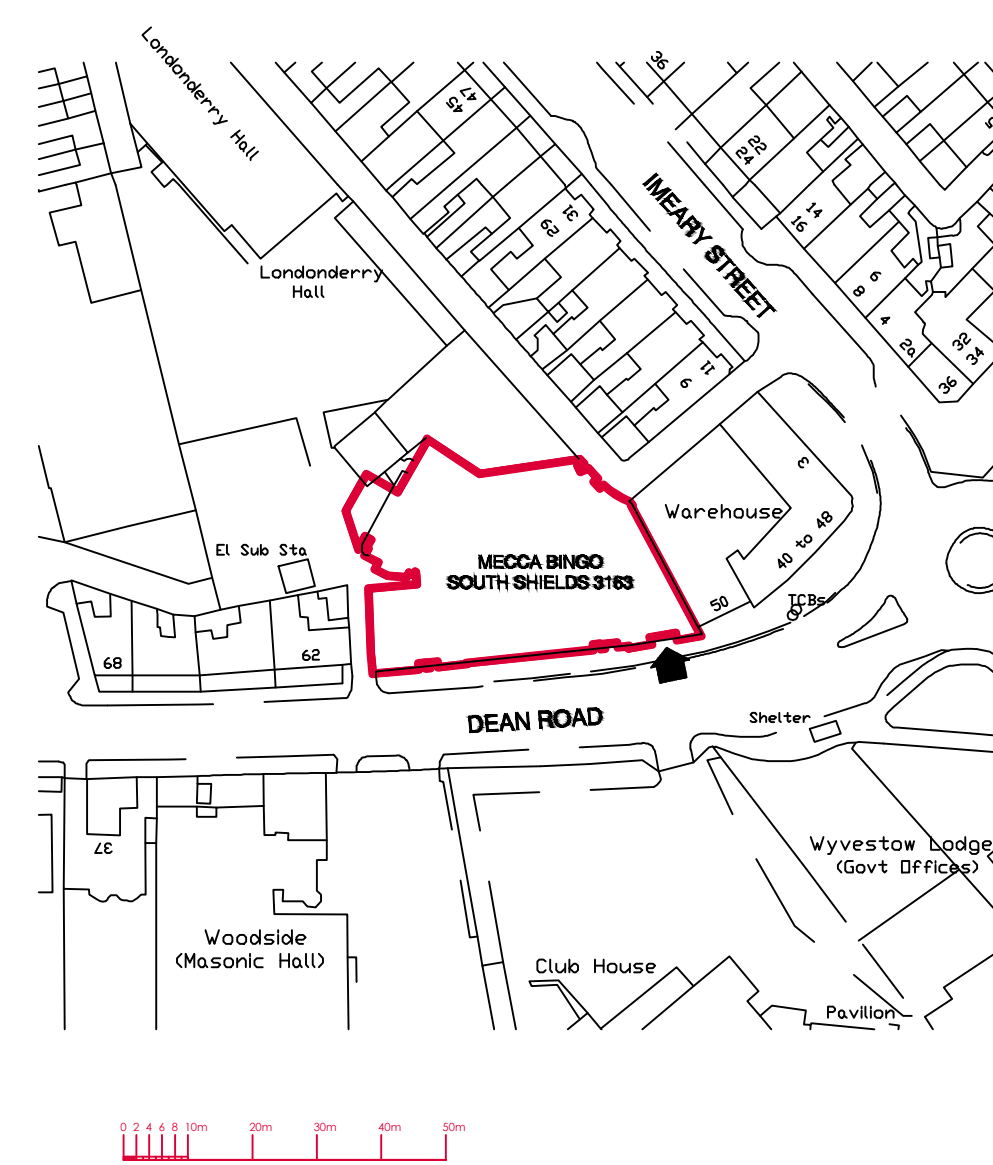 Londonderry Hall
36
47
45
22
24
31
29
14
16
IMEARY STREET
Londonderry
Hall
6
8
4
2a
32
34
36
11
9
3
Warehouse
40 to 48
El Sub Sta
MECCA BINGO
SOUTH SHIELDS 3163
50
TCBs
68
62
DEAN ROAD
Shelter
37
Wyvestow Lodge
(Govt Offices)
Woodside
(Masonic Hall)
Club House
Pavilion
0 2 4 6 8 10m 20m 30m 40m 50m